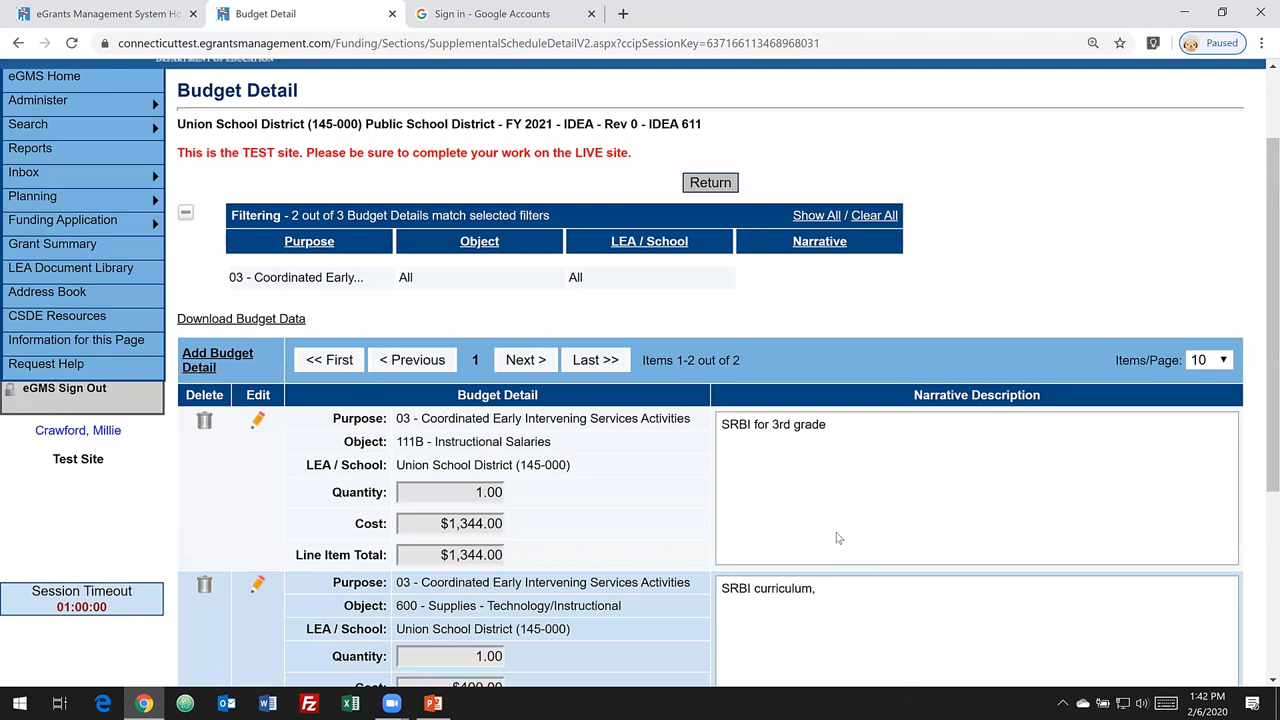 eGrants Management System Ho
Budget Detail
Sign in - Google Accounts
connecticuttest.egrantsmanagement.com/Funding/Sections/SupplementalScheduleDetailV2.aspx?ccipSessionKey=637166113468968031
Paused
eGMS Home
Administer
Search
Reports
Inbox
Planning
Funding Application
Grant Summary
LEA Document Library
Address Book
CSDE Resources
Information for this Page
Request Help
eGMS Sign Out
Crawford, Millie
Test Site
Session Timeout
01:00:00
DEPARTMENT OF EDUCATION
Budget Detail
Union School District (145-000) Public School District - FY 2021 - IDEA - Rev 0 - IDEA 611
This is the TEST site. Please be sure to complete your work on the LIVE site.
Return
Filtering - 2 out of 3 Budget Details match selected filters Show All / Clear All
Purpose Object LEA / School Narrative
03 - Coordinated Early... All All
Download Budget Data
Add Budget Detail
<< First < Previous 1 Next > Last >> Items 1-2 out of 2 Items/Page: 10
Delete Edit Budget Detail Narrative Description
Purpose: 03 - Coordinated Early Intervening Services Activities
SRBI for 3rd grade
Object: 111B - Instructional Salaries
LEA / School: Union School District (145-000)
Quantity: 1.00
Cost: $1,344.00
Line Item Total: $1,344.00
Purpose: 03 - Coordinated Early Intervening Services Activities
SRBI curriculum,
Object: 600 - Supplies - Technology/Instructional
LEA / School: Union School District (145-000)
Quantity: 1.00
Cost:
1:42 PM
2/6/2020